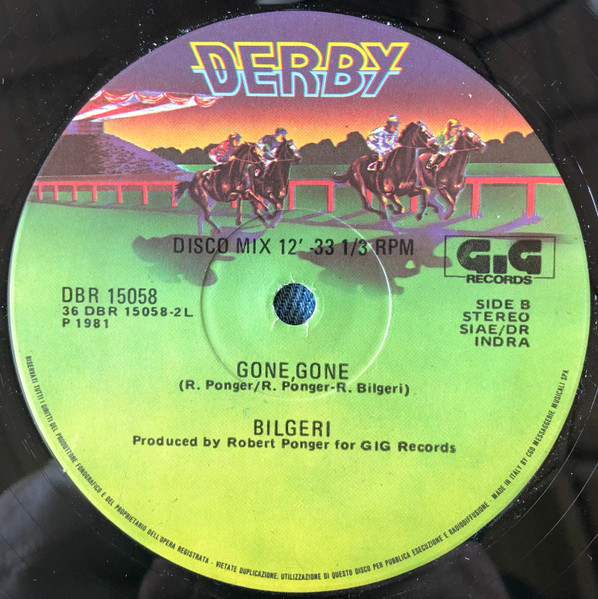 DERBY
DISCO MIX 12' -33 1/3 RPM
GiG
RECORDS
DBR 15058
36 DBR 15058-2L
P 1981
SIDE B
STEREO
SIAE/DR
INDRA
GONE,GONE
(R. Ponger/R. Ponger-R. Bilgeri)
BILGERI
Produced by Robert Ponger for GIG Records
RISERVATI TUTTI I DIRITTI DEL PRODUTTORE FONOGRAFICO E DEL PROPRIETARIO DELL'OPERA REGISTRATA - VIETATE DUPLICAZIONE, UTILIZZAZIONE DI QUESTO DISCO PER PUBBLICA ESECUZIONE E RADIODIFFUSIONE. MADE IN ITALY BY CGD MESSAGGERIE MUSICALI SPA